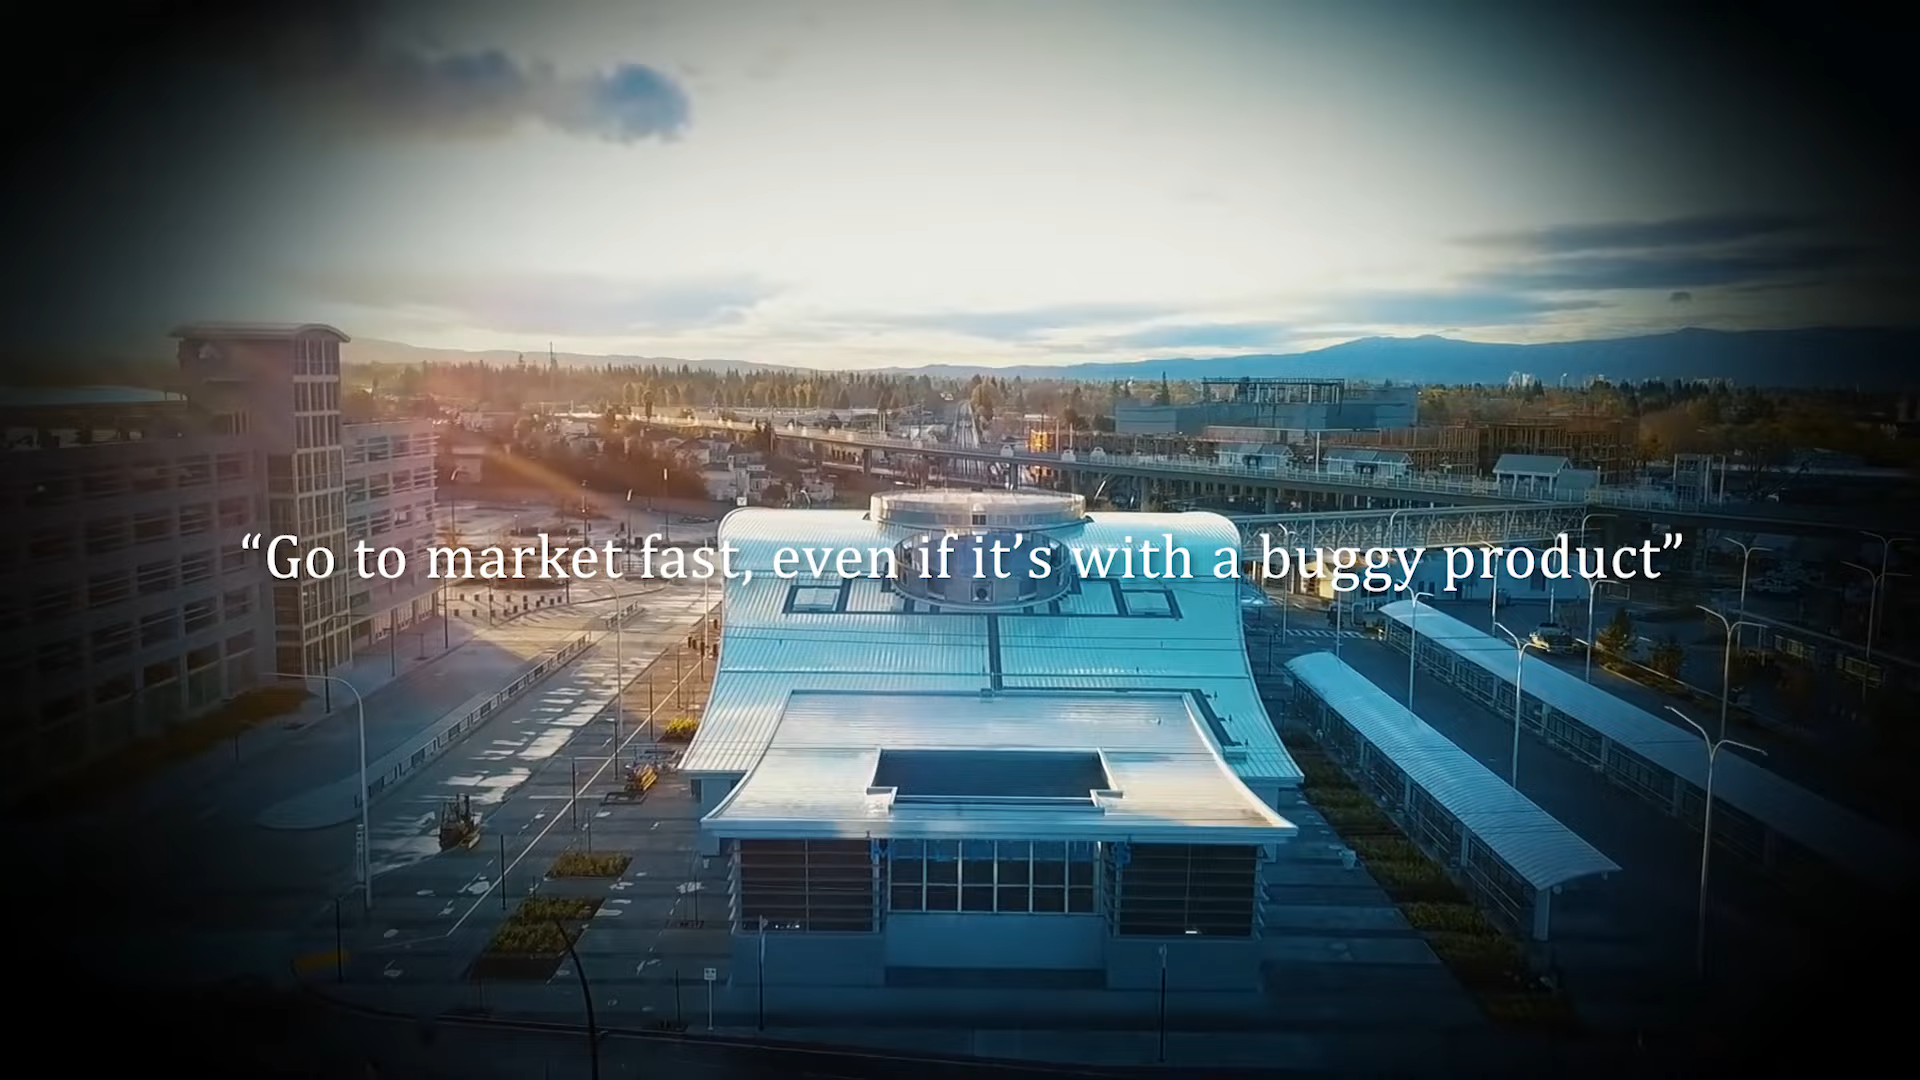 “Go to market fast, even if it’s with a buggy product”